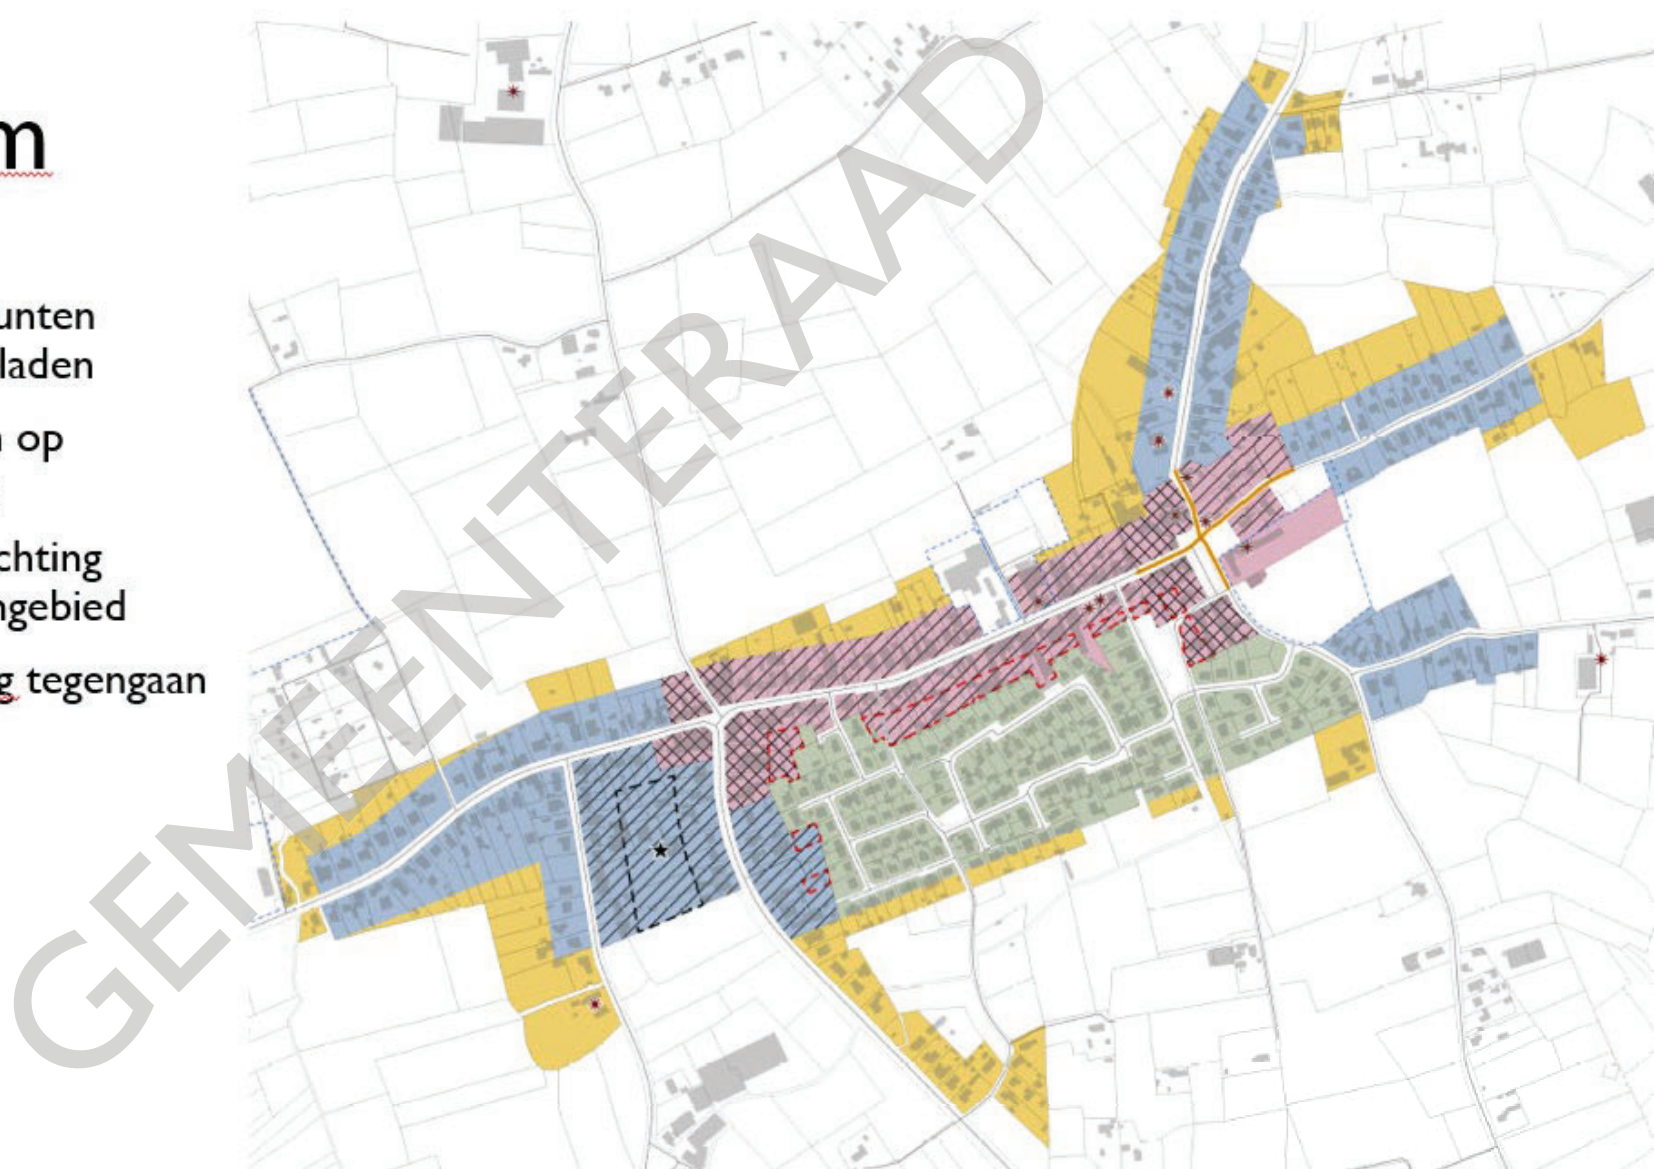 m
unten
laden
op
chting
ngebied
g tegengaan
GEMEENTERAAD